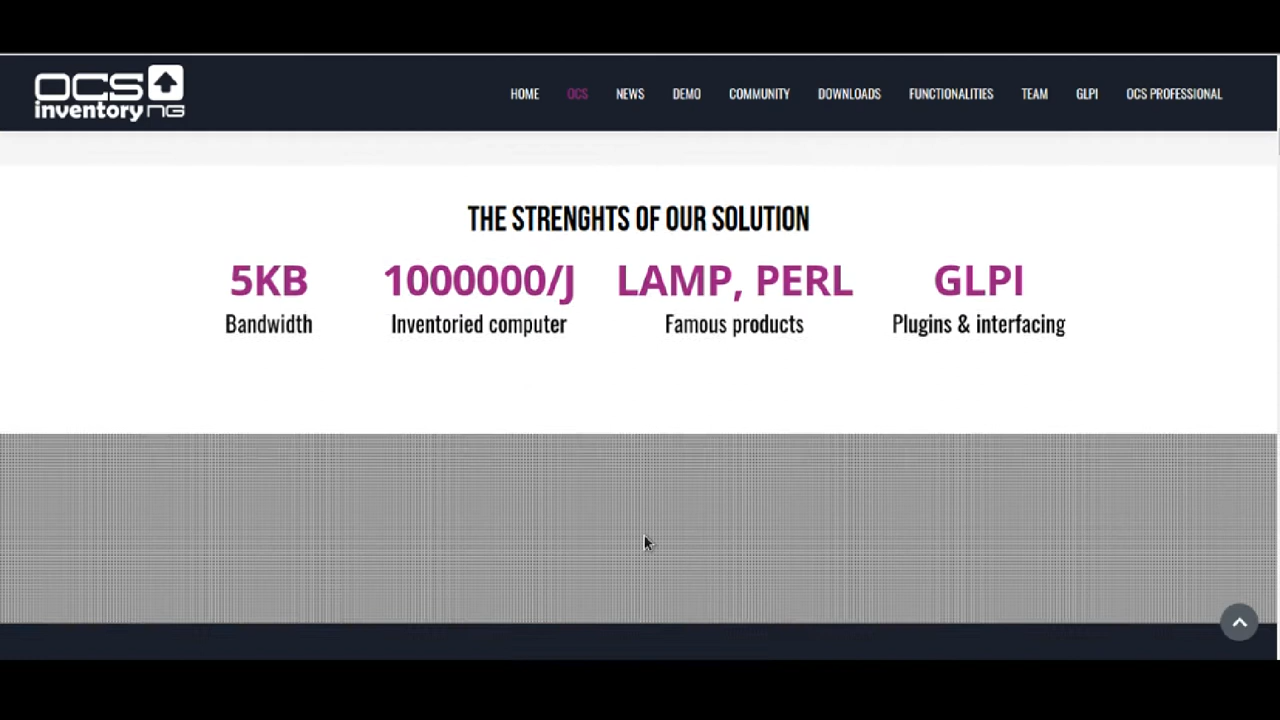 OCS
inventory NG
HOME OCS NEWS DEMO COMMUNITY DOWNLOADS FUNCTIONALITIES TEAM GLPI OCS PROFESSIONAL
THE STRENGHTS OF OUR SOLUTION
5KB 1000000/J LAMP, PERL GLPI
Bandwidth Inventoried computer Famous products Plugins & interfacing